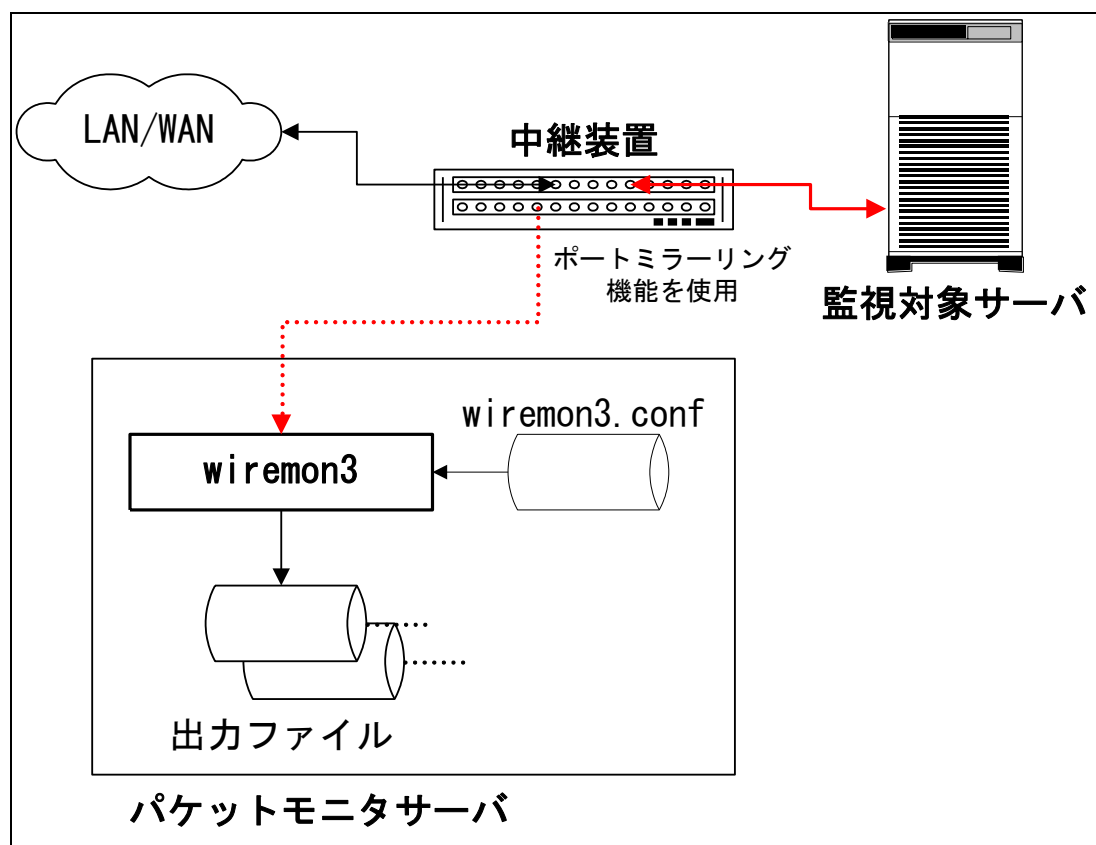 LAN/WAN
中継装置
ポートミラーリング
機能を使用
監視対象サーバ
wiremon3.conf
wiremon3
出力ファイル
パケットモニタサーバ